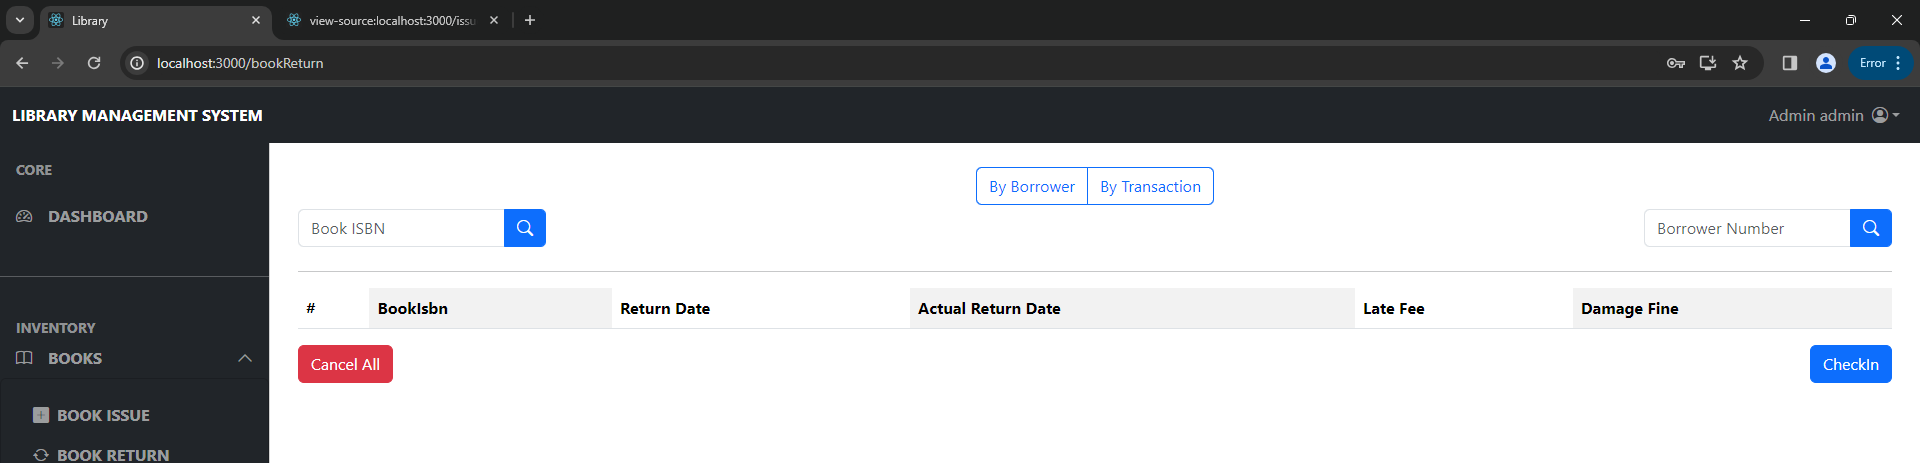 Library
view-source:localhost:3000/issu
localhost:3000/bookReturn
Error
LIBRARY MANAGEMENT SYSTEM
Admin admin
CORE
DASHBOARD
INVENTORY
BOOKS
BOOK ISSUE
BOOK RETURN
By Borrower By Transaction
Book ISBN
Borrower Number
# BookIsbn Return Date Actual Return Date Late Fee Damage Fine
Cancel All
CheckIn